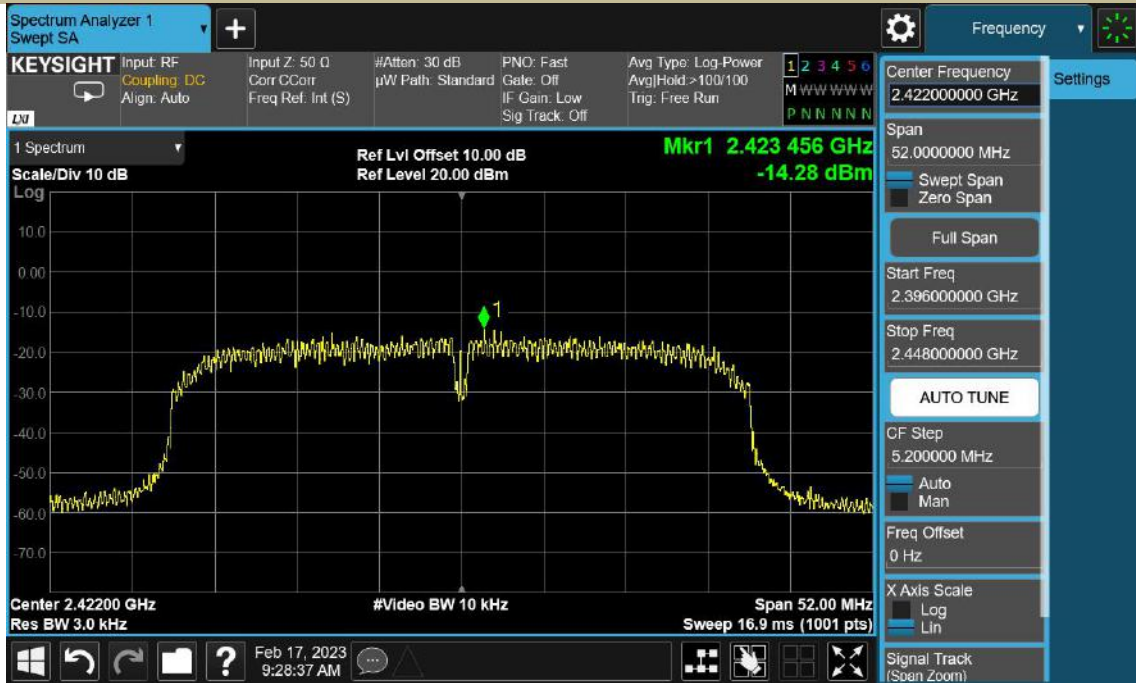 Spectrum Analyzer 1
Swept SA
Frequency
KEYSIGHT
LXI
Input: RF
Coupling: DC
Align: Auto
Input Z: 50 Ω
Corr CCorr
Freq Ref: Int (S)
#Atten: 30 dB
µW Path: Standard
PNO: Fast
Gate: Off
IF Gain: Low
Sig Track: Off
Avg Type: Log-Power
Avg|Hold:>100/100
Trig: Free Run
1 2 3 4 5 6
M W W W W W
P N N N N N
1 Spectrum
Scale/Div 10 dB
Ref Lvl Offset 10.00 dB
Ref Level 20.00 dBm
Mkr1 2.423 456 GHz
-14.28 dBm
Log
10.0
0.00
-10.0
-20.0
-30.0
-40.0
-50.0
-60.0
-70.0
1
Center 2.42200 GHz
Res BW 3.0 kHz
#Video BW 10 kHz
Span 52.00 MHz
Sweep 16.9 ms (1001 pts)
Feb 17, 2023
9:28:37 AM
Center Frequency
2.422000000 GHz
Settings
Span
52.0000000 MHz
Swept Span
Zero Span
Full Span
Start Freq
2.396000000 GHz
Stop Freq
2.448000000 GHz
AUTO TUNE
CF Step
5.200000 MHz
Auto
Man
Freq Offset
0 Hz
X Axis Scale
Log
Lin
Signal Track
(Span Zoom)